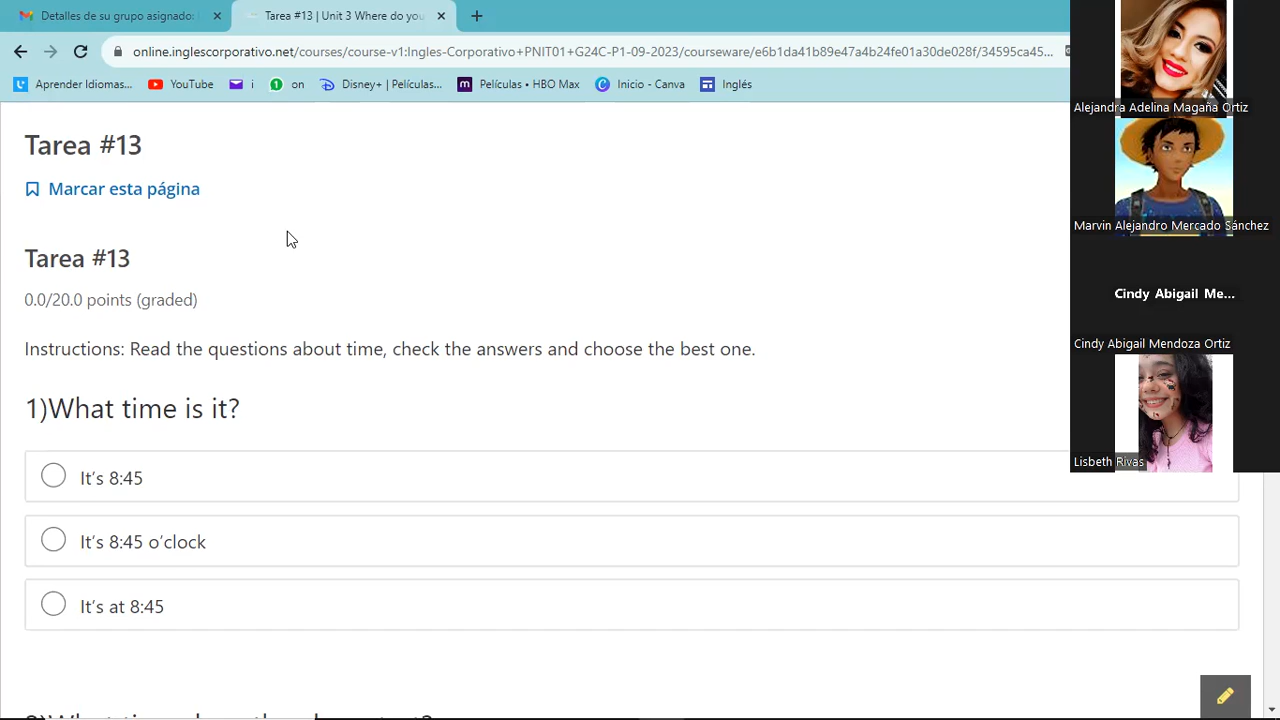 Detalles de su grupo asignado:
Tarea #13 | Unit 3 Where do you
online.inglescorporativo.net/courses/course-v1:Ingles-Corporativo+PNIT01+G24C-P1-09-2023/courseware/e6b1da41b89e47a4b24fe01a30de028f/34595ca45...
Aprender Idiomas...
YouTube
i
on
Disney+ | Películas...
Películas • HBO Max
Inicio - Canva
Inglés
Alejandra Adelina Magaña Ortiz
Marvin Alejandro Mercado Sánchez
Cindy Abigail Me...
Cindy Abigail Mendoza Ortiz
Lisbeth Rivas
Tarea #13
Marcar esta página
Tarea #13
0.0/20.0 points (graded)
Instructions: Read the questions about time, check the answers and choose the best one.
1)What time is it?
It’s 8:45
It’s 8:45 o’clock
It’s at 8:45